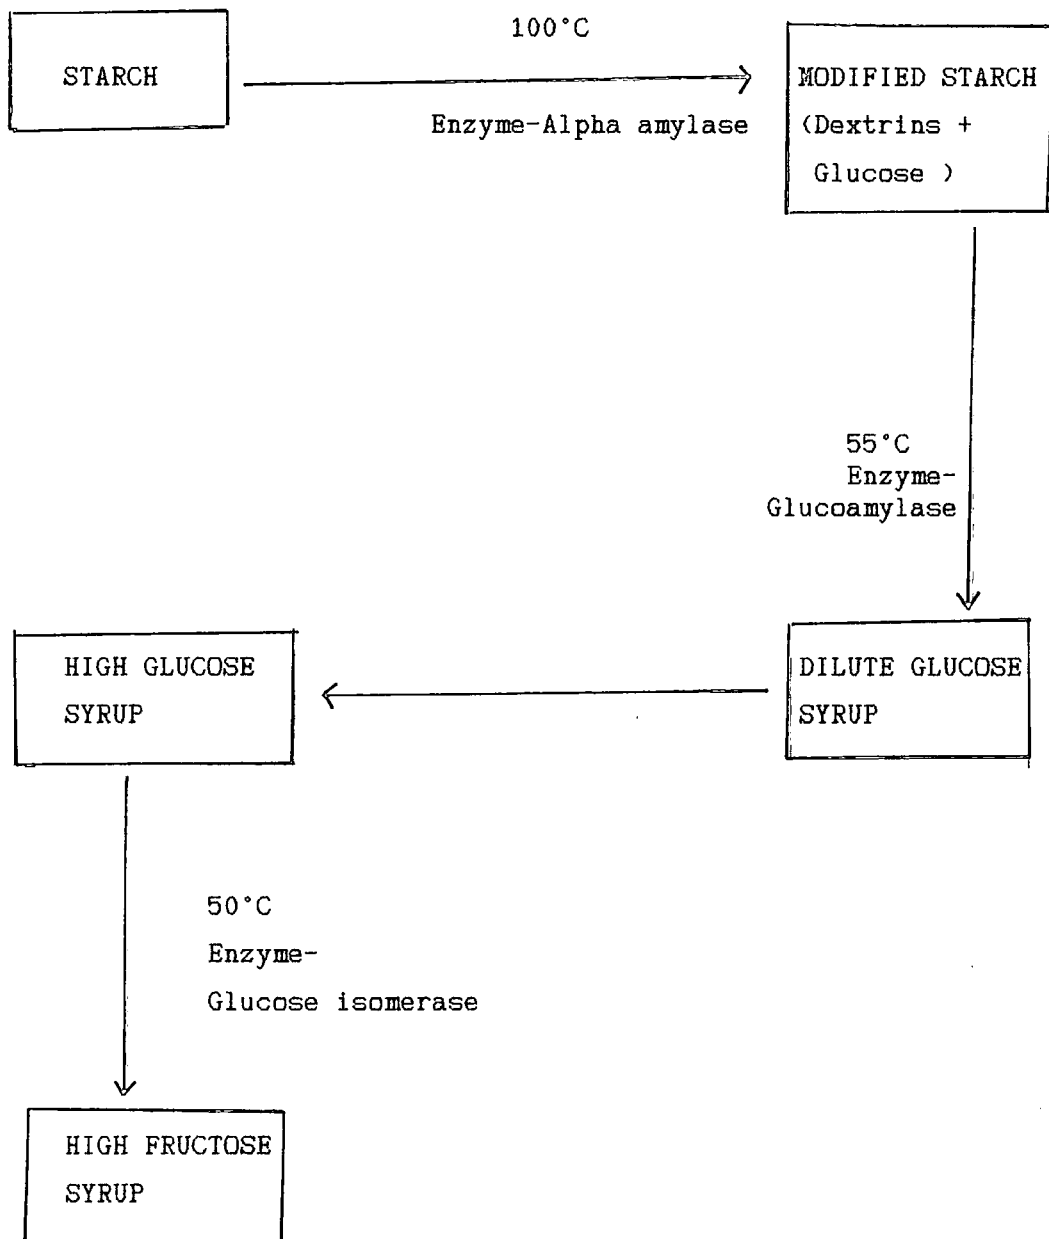 STARCH
100°C
Enzyme-Alpha amylase
MODIFIED STARCH
(Dextrins +
Glucose )
55°C
Enzyme-
Glucoamylase
DILUTE GLUCOSE
SYRUP
HIGH GLUCOSE
SYRUP
50°C
Enzyme-
Glucose isomerase
HIGH FRUCTOSE
SYRUP